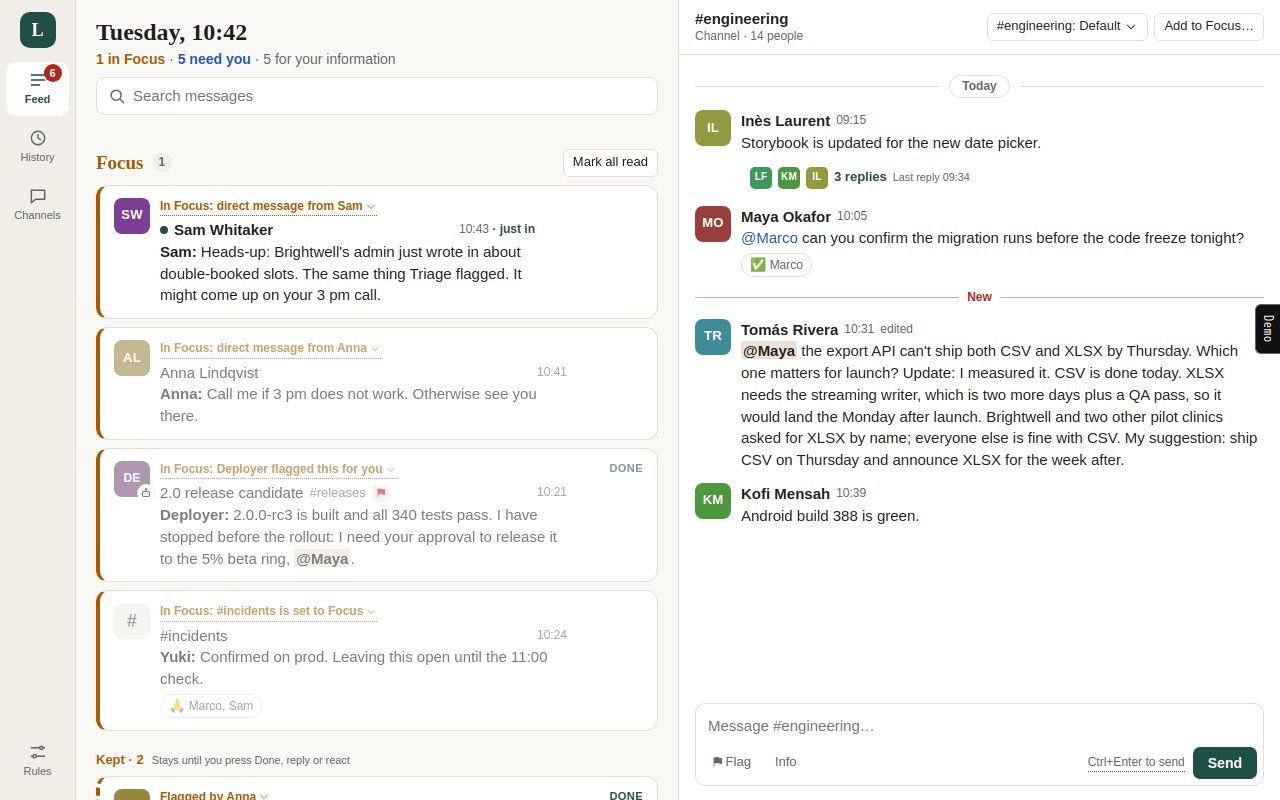 L
6
Feed
History
Channels
Rules
Tuesday, 10:42
1 in Focus · 5 need you · 5 for your information
Search messages
Focus 1
Mark all read
SW
In Focus: direct message from Sam
Sam Whitaker 10:43 · just in
Sam: Heads-up: Brightwell's admin just wrote in about
double-booked slots. The same thing Triage flagged. It
might come up on your 3 pm call.
AL
In Focus: direct message from Anna
Anna Lindqvist 10:41
Anna: Call me if 3 pm does not work. Otherwise see you
there.
DE
In Focus: Deployer flagged this for you DONE
2.0 release candidate #releases 10:21
Deployer: 2.0.0-rc3 is built and all 340 tests pass. I have
stopped before the rollout: I need your approval to release it
to the 5% beta ring, @Maya.
#
In Focus: #incidents is set to Focus
#incidents 10:24
Yuki: Confirmed on prod. Leaving this open until the 11:00
check.
🙏 Marco, Sam
Kept · 2 Stays until you press Done, reply or react
Flagged by Anna DONE
#engineering
Channel · 14 people
#engineering: Default
Add to Focus…
Today
IL
Inès Laurent 09:15
Storybook is updated for the new date picker.
LF KM IL 3 replies Last reply 09:34
MO
Maya Okafor 10:05
@Marco can you confirm the migration runs before the code freeze tonight?
✅ Marco
New
TR
Tomás Rivera 10:31 edited
@Maya the export API can't ship both CSV and XLSX by Thursday. Which
one matters for launch? Update: I measured it. CSV is done today. XLSX
needs the streaming writer, which is two more days plus a QA pass, so it
would land the Monday after launch. Brightwell and two other pilot clinics
asked for XLSX by name; everyone else is fine with CSV. My suggestion: ship
CSV on Thursday and announce XLSX for the week after.
KM
Kofi Mensah 10:39
Android build 388 is green.
Demo
Message #engineering…
Flag
Info
Ctrl+Enter to send
Send